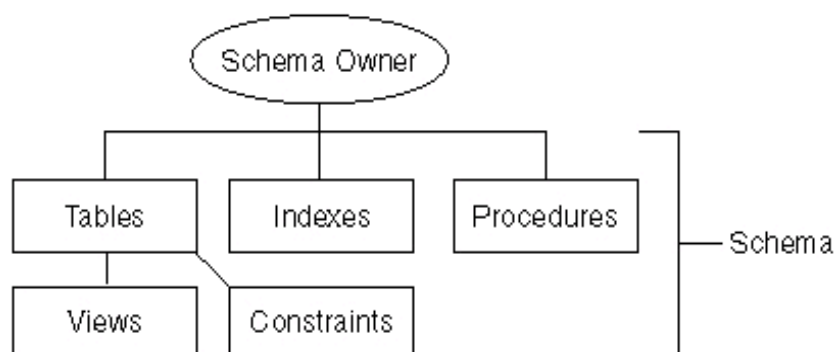 Schema Owner
Tables
Indexes
Procedures
Schema
Views
Constraints